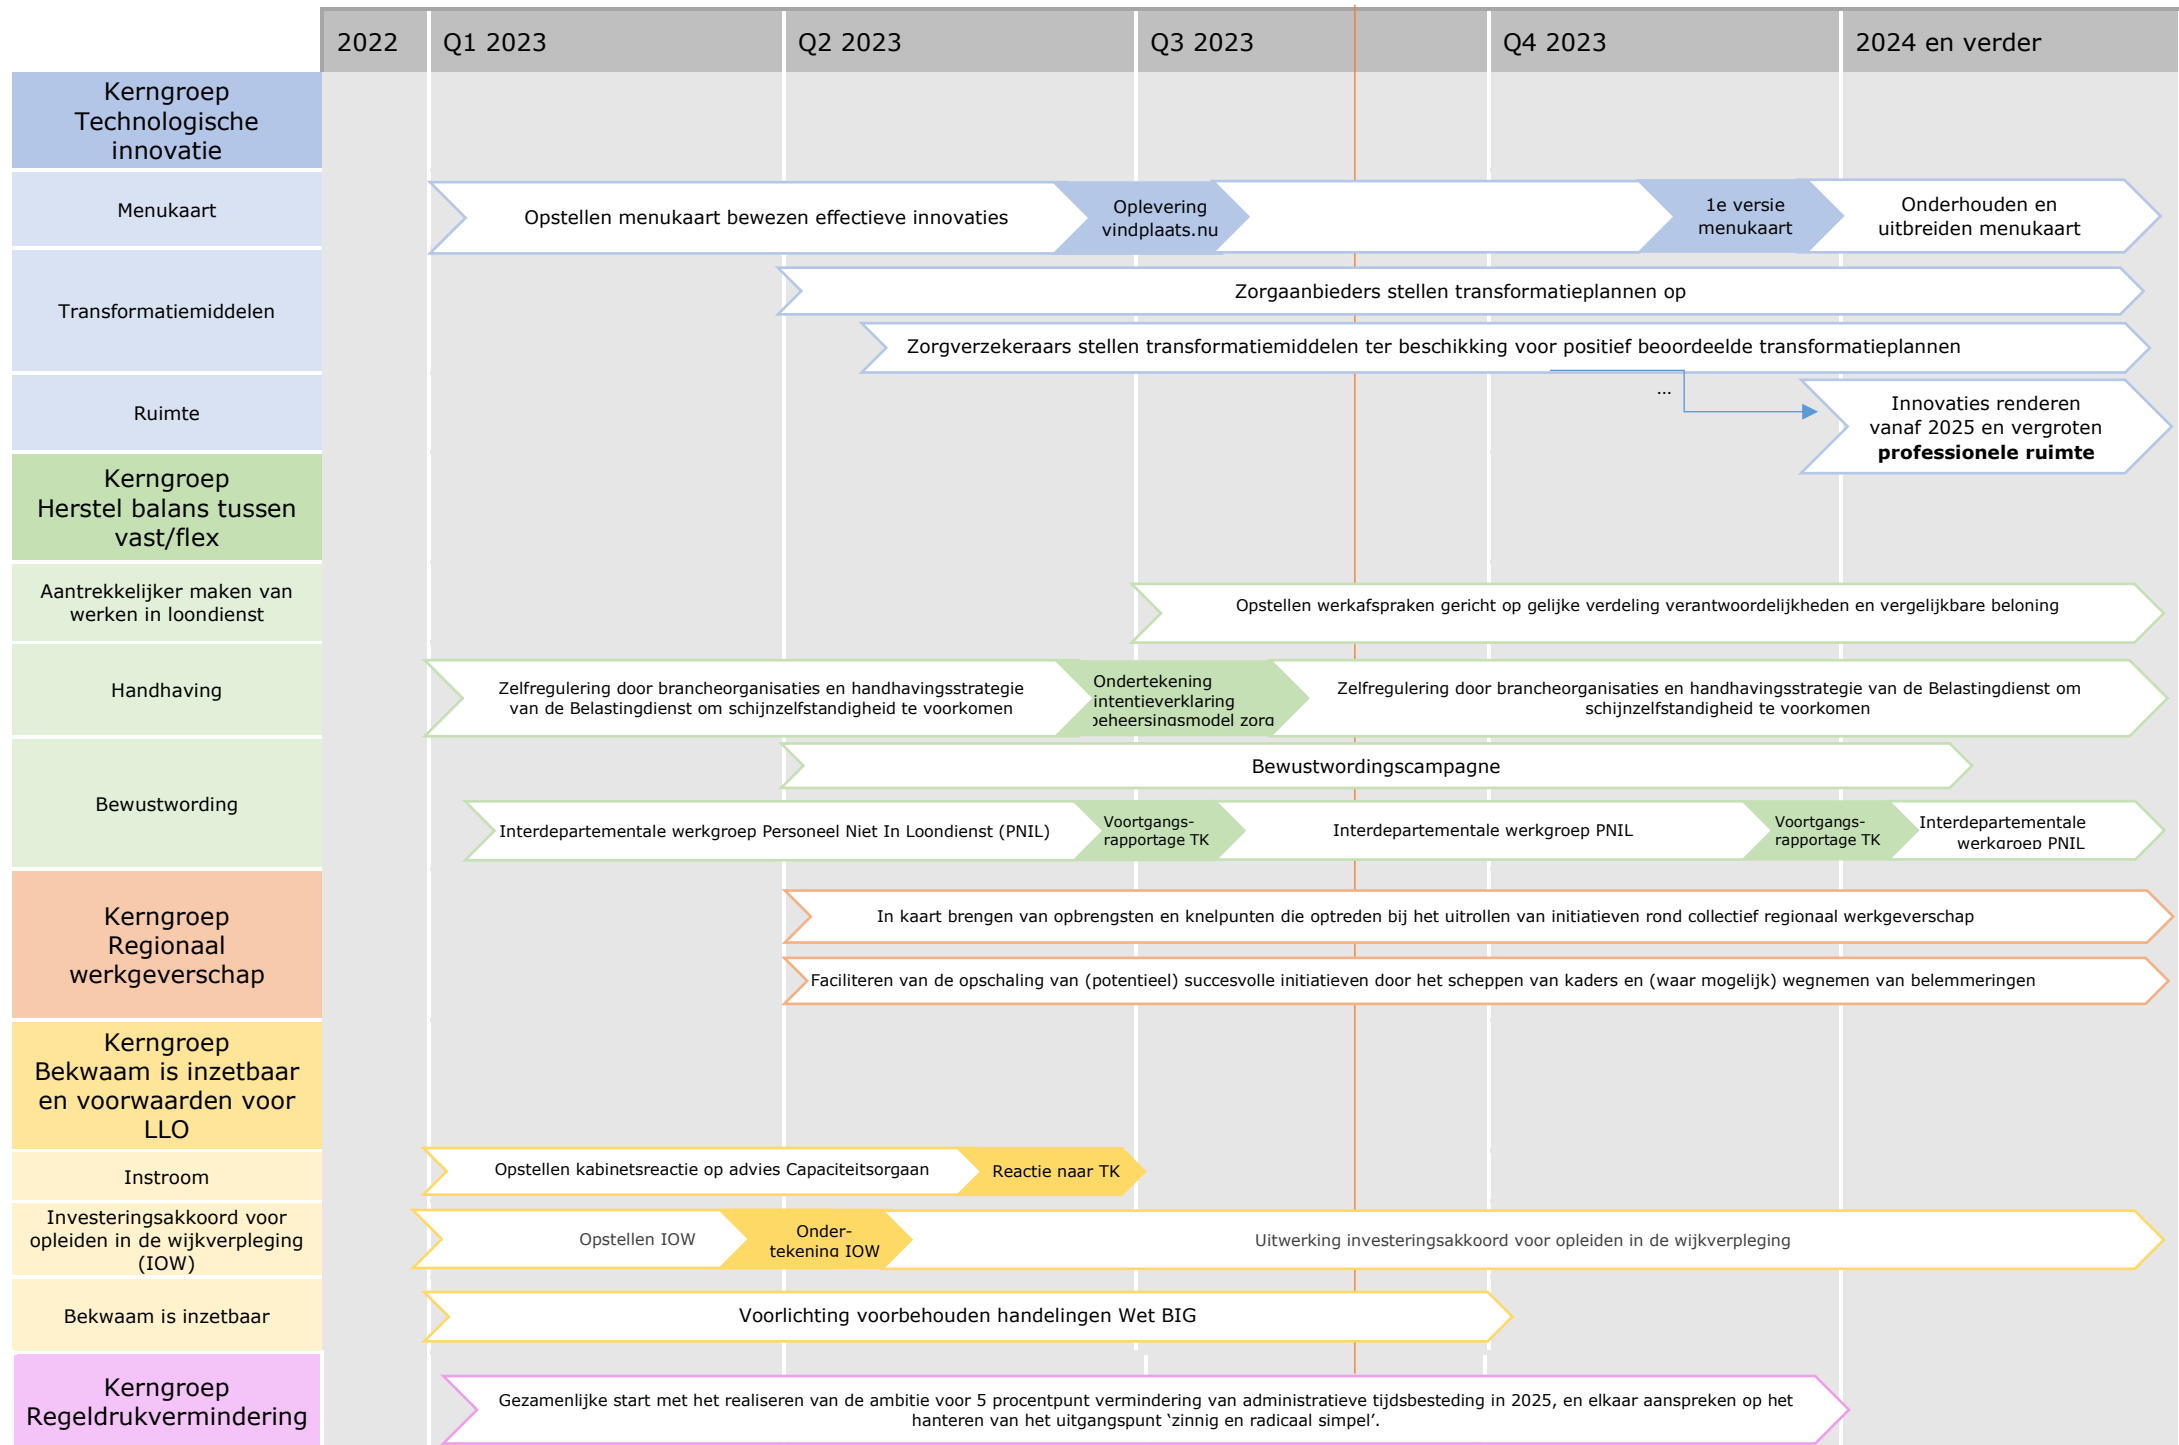 2022
Q1 2023
Q2 2023
Q3 2023
Q4 2023
2024 en verder
Kerngroep
Technologische
innovatie
Menukaart
Opstellen menukaart bewezen effectieve innovaties
Oplevering
vindplaats.nu
1e versie
menukaart
Onderhouden en
uitbreiden menukaart
Transformatiemiddelen
Zorgaanbieders stellen transformatieplannen op
Zorgverzekeraars stellen transformatiemiddelen ter beschikking voor positief beoordeelde transformatieplannen
...
Ruimte
Innovaties renderen
vanaf 2025 en vergroten
professionele ruimte
Kerngroep
Herstel balans tussen
vast/flex
Aantrekkelijker maken van
werken in loondienst
Opstellen werkafspraken gericht op gelijke verdeling verantwoordelijkheden en vergelijkbare beloning
Handhaving
Zelfregulering door brancheorganisaties en handhavingsstrategie
van de Belastingdienst om schijnzelfstandigheid te voorkomen
Ondertekening
intentieverklaring
beheersingsmodel zorg
Zelfregulering door brancheorganisaties en handhavingsstrategie van de Belastingdienst om
schijnzelfstandigheid te voorkomen
Bewustwording
Bewustwordingscampagne
Interdepartementale werkgroep Personeel Niet In Loondienst (PNIL)
Voortgangs-
rapportage TK
Interdepartementale werkgroep PNIL
Voortgangs-
rapportage TK
Interdepartementale
werkgroep PNIL
Kerngroep
Regionaal
werkgeverschap
In kaart brengen van opbrengsten en knelpunten die optreden bij het uitrollen van initiatieven rond collectief regionaal werkgeverschap
Faciliteren van de opschaling van (potentieel) succesvolle initiatieven door het scheppen van kaders en (waar mogelijk) wegnemen van belemmeringen
Kerngroep
Bekwaam is inzetbaar
en voorwaarden voor
LLO
Instroom
Opstellen kabinetsreactie op advies Capaciteitsorgaan
Reactie naar TK
Investeringsakkoord voor
opleiden in de wijkverpleging
(IOW)
Opstellen IOW
Onder-
tekening IOW
Uitwerking investeringsakkoord voor opleiden in de wijkverpleging
Bekwaam is inzetbaar
Voorlichting voorbehouden handelingen Wet BIG
Kerngroep
Regeldrukvermindering
Gezamenlijke start met het realiseren van de ambitie voor 5 procentpunt vermindering van administratieve tijdsbesteding in 2025, en elkaar aanspreken op het
hanteren van het uitgangspunt ‘zinnig en radicaal simpel’.